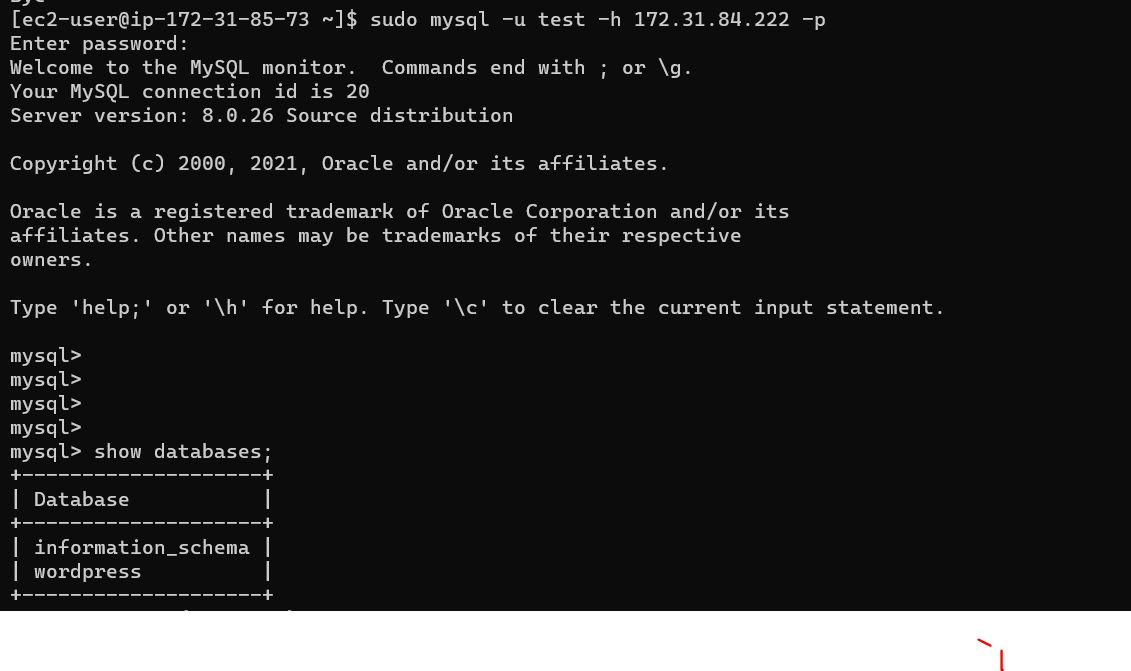 [ec2-user@ip-172-31-85-73 ~]$ sudo mysql -u test -h 172.31.84.222 -p
Enter password:
Welcome to the MySQL monitor.  Commands end with ; or \g.
Your MySQL connection id is 20
Server version: 8.0.26 Source distribution
Copyright (c) 2000, 2021, Oracle and/or its affiliates.
Oracle is a registered trademark of Oracle Corporation and/or its
affiliates. Other names may be trademarks of their respective
owners.
Type 'help;' or '\h' for help. Type '\c' to clear the current input statement.
mysql>
mysql>
mysql>
mysql>
mysql> show databases;
+--------------------+
| Database           |
+--------------------+
| information_schema |
| wordpress          |
+--------------------+